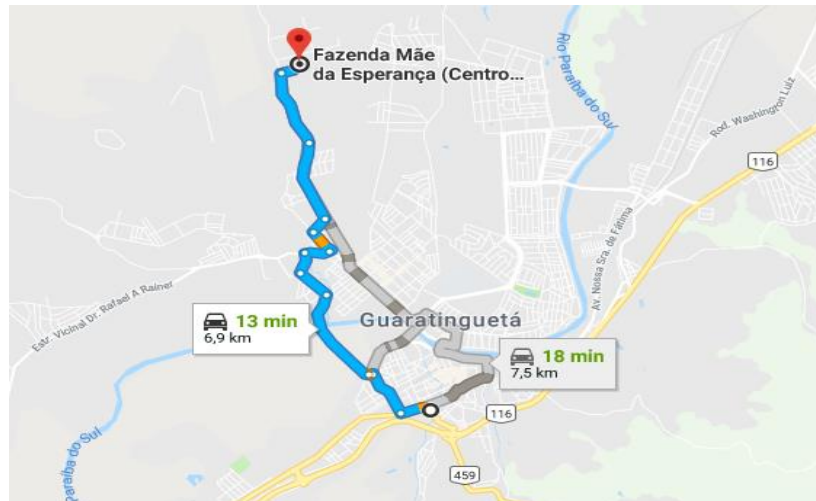 Fazenda Mãe
da Esperança (Centro...
Rio Paraíba do Sul
Rod. Washington Luíz
116
Av. Nossa Sra. de Fátima
Estr. Vicinal Dr. Rafael A Rainer
13 min
6,9 km
Guaratinguetá
18 min
7,5 km
116
Paraíba do Sul
459